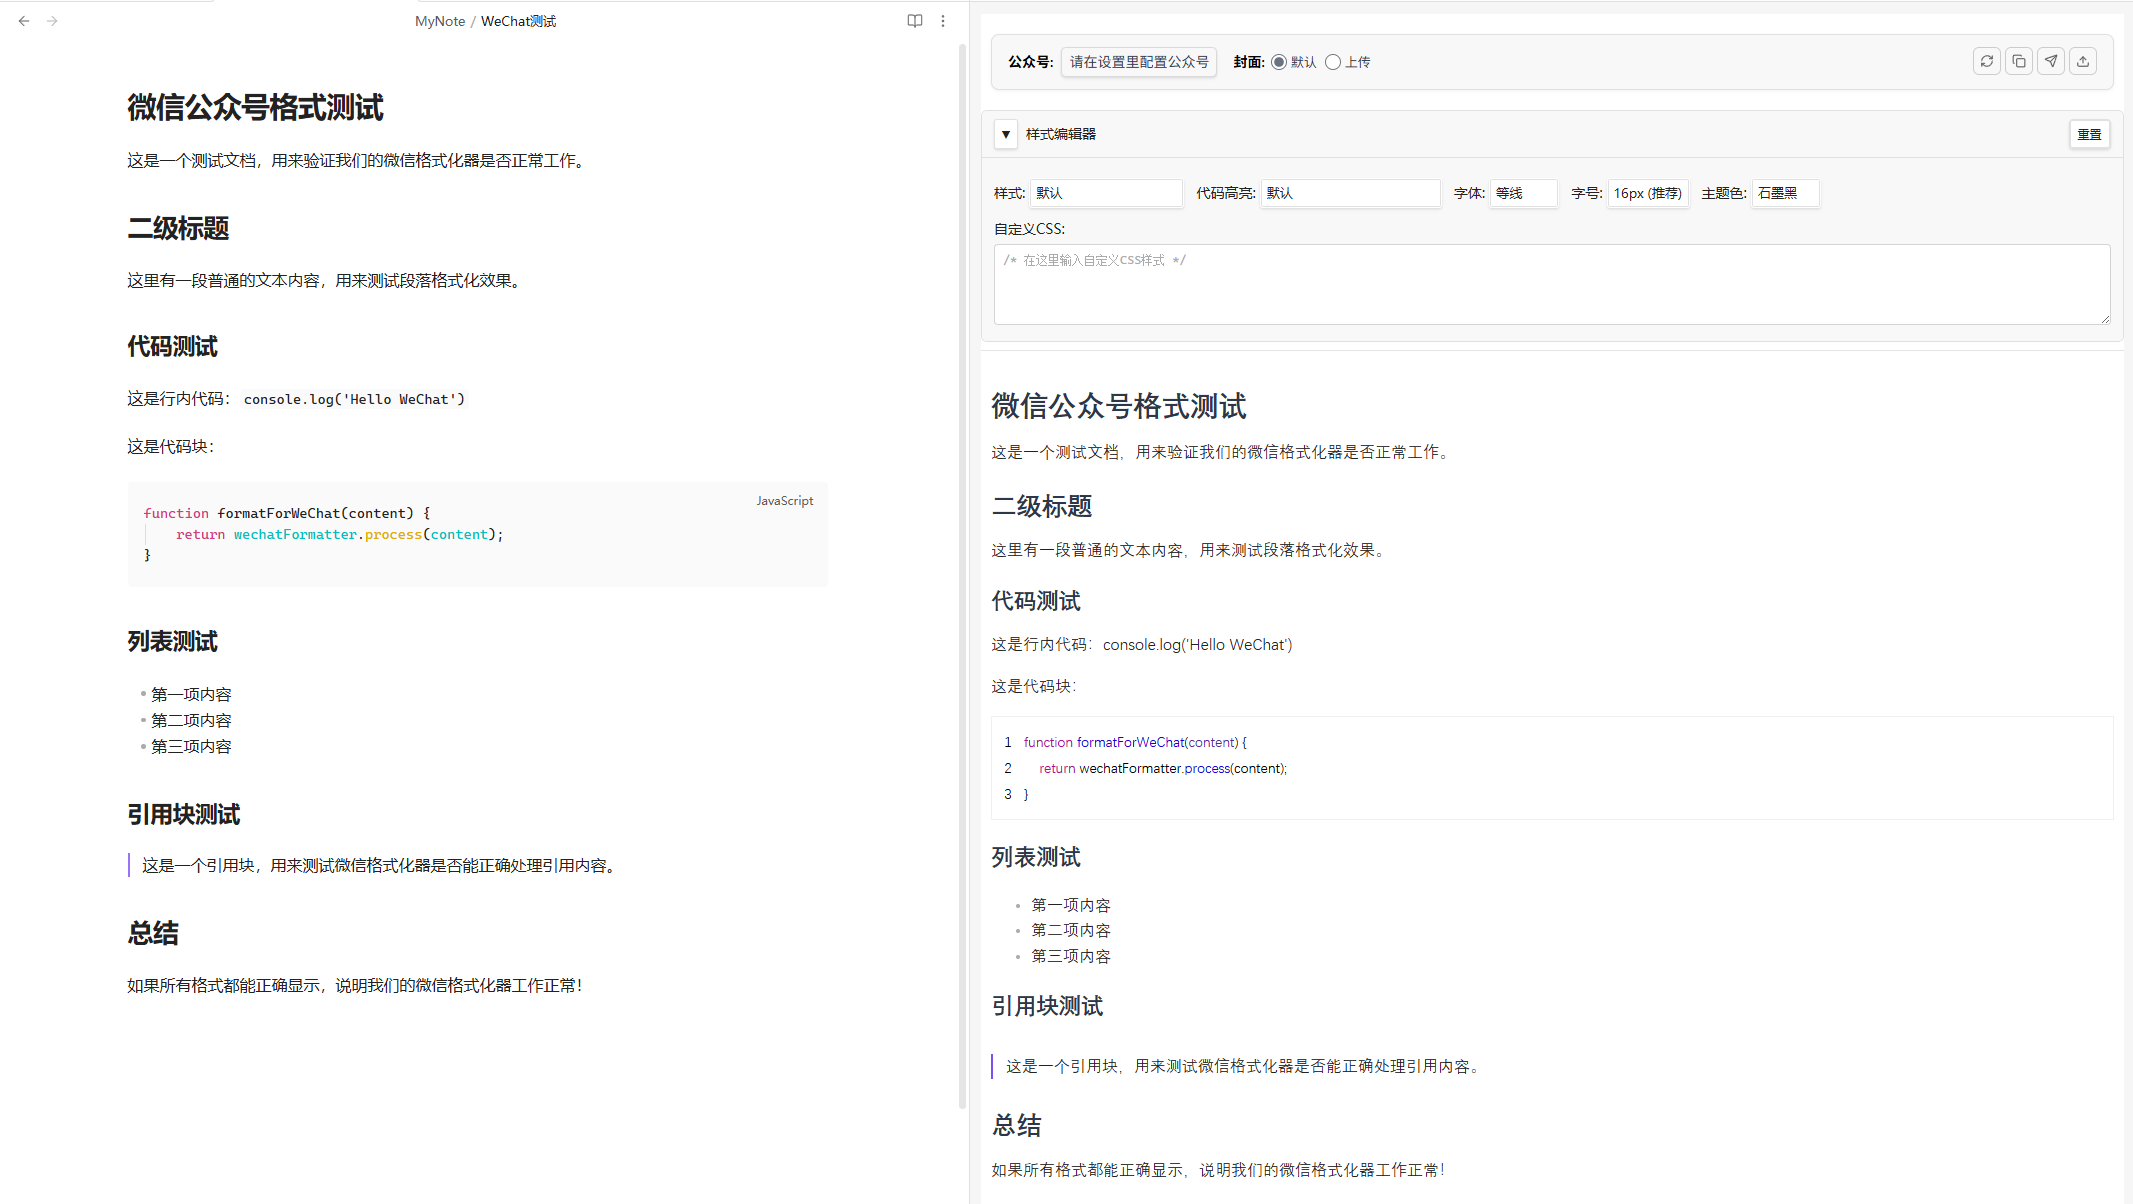 MyNote / WeChat测试
微信公众号格式测试
这是一个测试文档，用来验证我们的微信格式化器是否正常工作。
二级标题
这里有一段普通的文本内容，用来测试段落格式化效果。
代码测试
这是行内代码： console.log('Hello WeChat')
这是代码块：
JavaScript
function formatForWeChat(content) {
    return wechatFormatter.process(content);
}
列表测试
• 第一项内容
• 第二项内容
• 第三项内容
引用块测试
这是一个引用块，用来测试微信格式化器是否能正确处理引用内容。
总结
如果所有格式都能正确显示，说明我们的微信格式化器工作正常！
公众号: 请在设置里配置公众号 封面: 默认 上传
▼ 样式编辑器 重置
样式: 默认 代码高亮: 默认 字体: 等线 字号: 16px (推荐) 主题色: 石墨黑
自定义CSS:
/* 在这里输入自定义CSS样式 */
微信公众号格式测试
这是一个测试文档，用来验证我们的微信格式化器是否正常工作。
二级标题
这里有一段普通的文本内容，用来测试段落格式化效果。
代码测试
这是行内代码：console.log('Hello WeChat')
这是代码块：
1 function formatForWeChat(content) {
2     return wechatFormatter.process(content);
3 }
列表测试
• 第一项内容
• 第二项内容
• 第三项内容
引用块测试
这是一个引用块，用来测试微信格式化器是否能正确处理引用内容。
总结
如果所有格式都能正确显示，说明我们的微信格式化器工作正常！